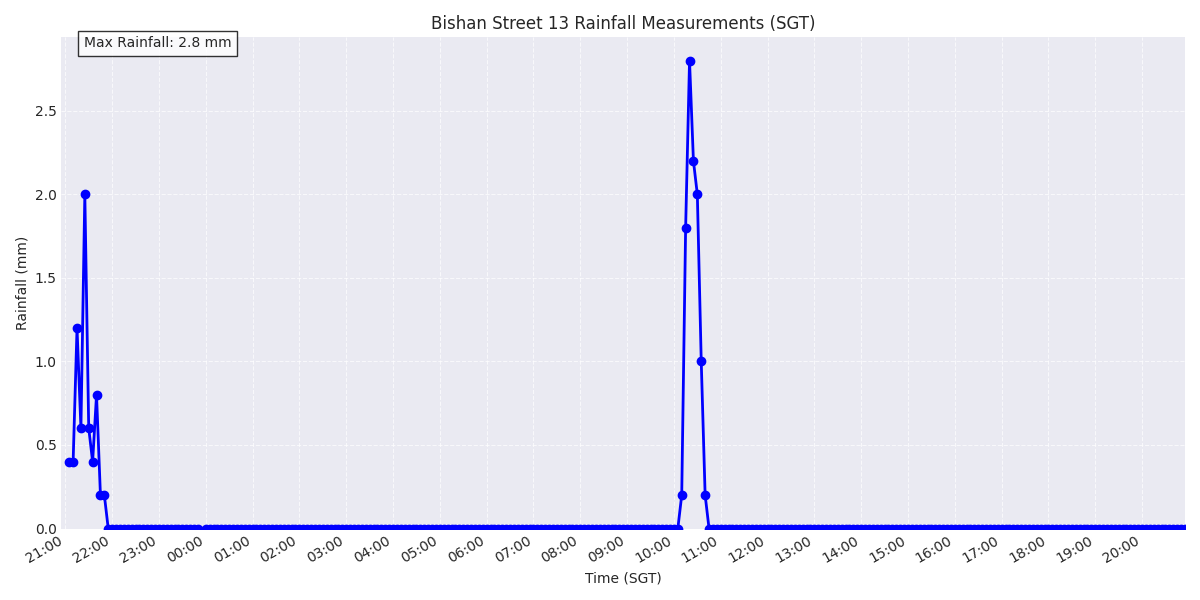 Bishan Street 13 Rainfall Measurements (SGT)
Max Rainfall: 2.8 mm
Rainfall (mm)
2.5
2.0
1.5
1.0
0.5
0.0
21:00 22:00 23:00 00:00 01:00 02:00 03:00 04:00 05:00 06:00 07:00 08:00 09:00 10:00 11:00 12:00 13:00 14:00 15:00 16:00 17:00 18:00 19:00 20:00
Time (SGT)